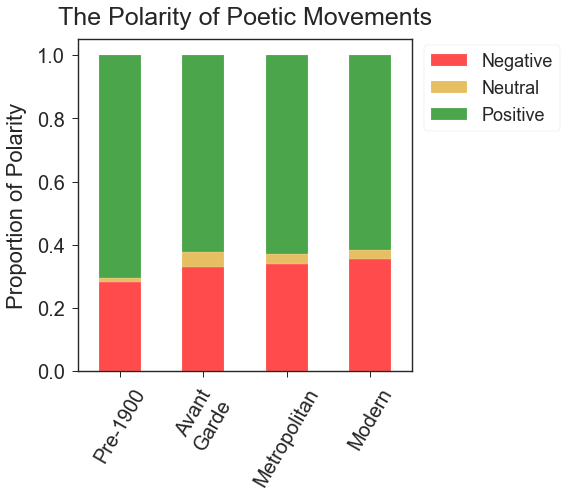 The Polarity of Poetic Movements
Negative
Neutral
Positive
Proportion of Polarity
1.0
0.8
0.6
0.4
0.2
0.0
Pre-1900
Avant
Garde
Metropolitan
Modern